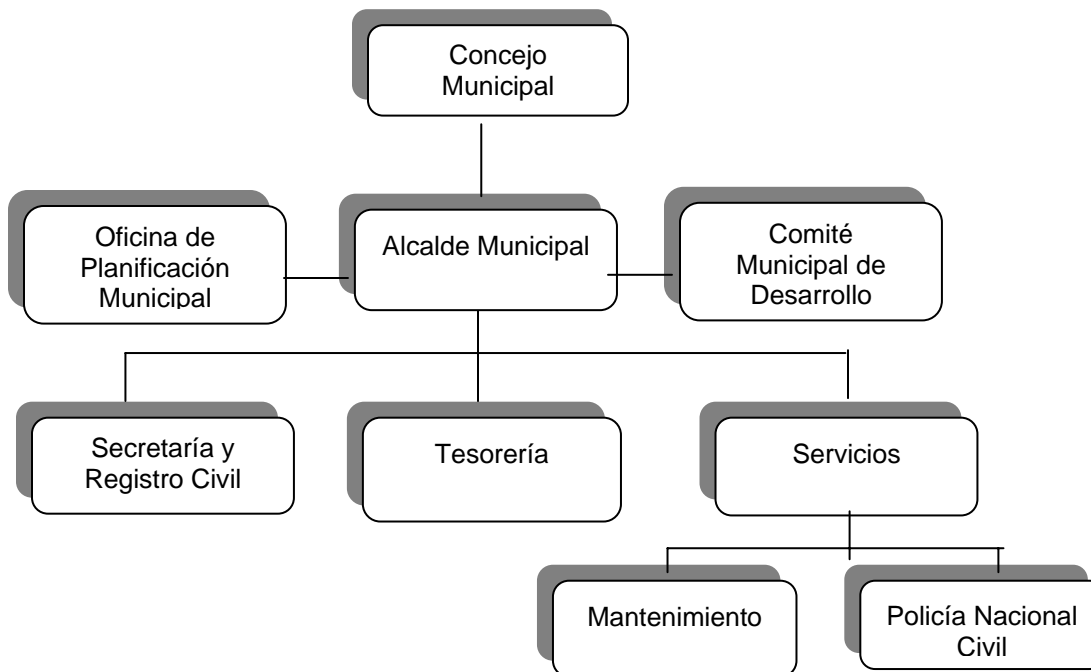 Concejo
Municipal
Oficina de
Planificación
Municipal
Alcalde Municipal
Comité
Municipal de
Desarrollo
Secretaría y
Registro Civil
Tesorería
Servicios
Mantenimiento
Policía Nacional
Civil